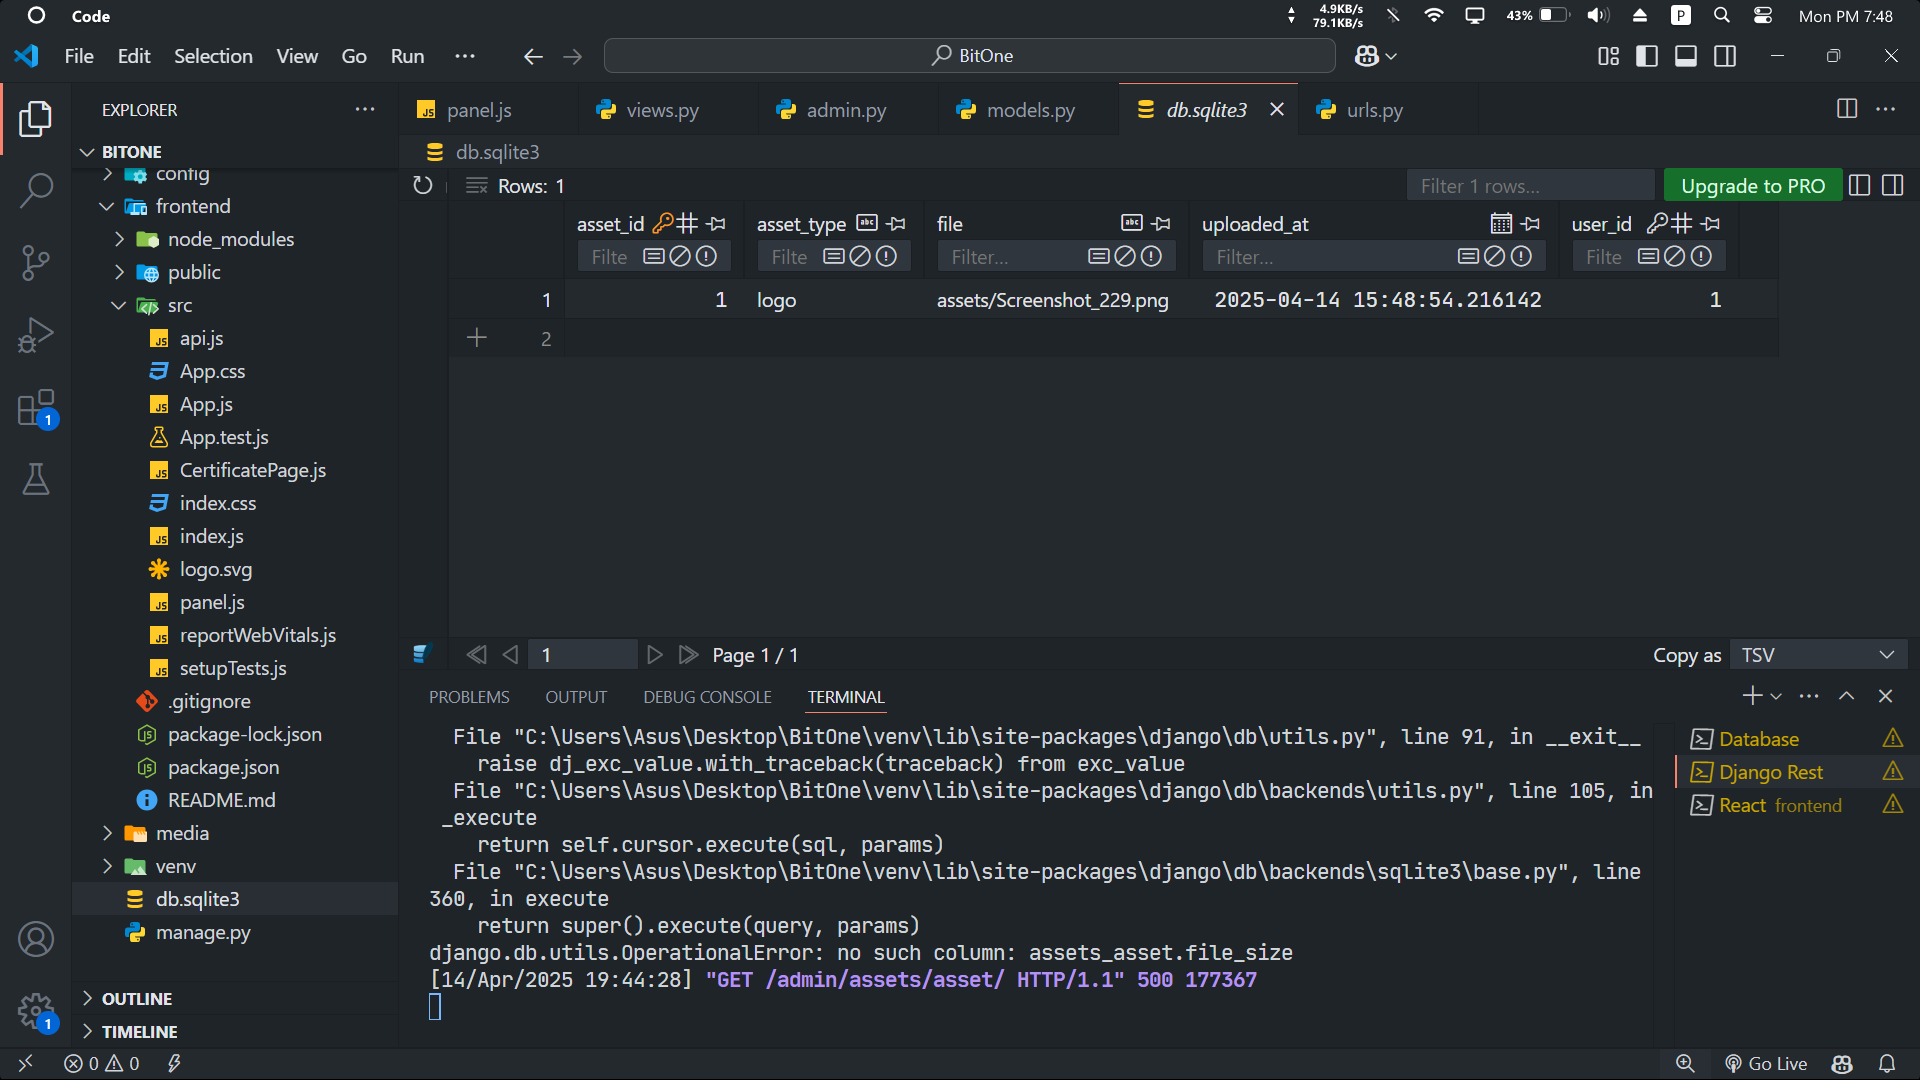 Code
4.9KB/s
79.1KB/s
43%
P
Mon PM 7:48
File Edit Selection View Go Run
BitOne
EXPLORER
panel.js
views.py
admin.py
models.py
db.sqlite3
urls.py
BITONE
db.sqlite3
config
Rows: 1
Filter 1 rows...
Upgrade to PRO
frontend
asset_id
asset_type
file
uploaded_at
user_id
node_modules
Filte
Filte
Filter...
Filter...
Filte
public
1 1 logo assets/Screenshot_229.png 2025-04-14 15:48:54.216142 1
src
2
api.js
App.css
App.js
App.test.js
CertificatePage.js
index.css
index.js
logo.svg
panel.js
reportWebVitals.js
setupTests.js
.gitignore
package-lock.json
package.json
README.md
media
venv
db.sqlite3
manage.py
OUTLINE
TIMELINE
1
1
1 Page 1 / 1
Copy as TSV
PROBLEMS OUTPUT DEBUG CONSOLE TERMINAL
File "C:\Users\Asus\Desktop\BitOne\venv\lib\site-packages\django\db\utils.py", line 91, in __exit__
raise dj_exc_value.with_traceback(traceback) from exc_value
File "C:\Users\Asus\Desktop\BitOne\venv\lib\site-packages\django\db\backends\utils.py", line 105, in
_execute
return self.cursor.execute(sql, params)
File "C:\Users\Asus\Desktop\BitOne\venv\lib\site-packages\django\db\backends\sqlite3\base.py", line
360, in execute
return super().execute(query, params)
django.db.utils.OperationalError: no such column: assets_asset.file_size
[14/Apr/2025 19:44:28] "GET /admin/assets/asset/ HTTP/1.1" 500 177367
Database
Django Rest
React frontend
0 0
Go Live